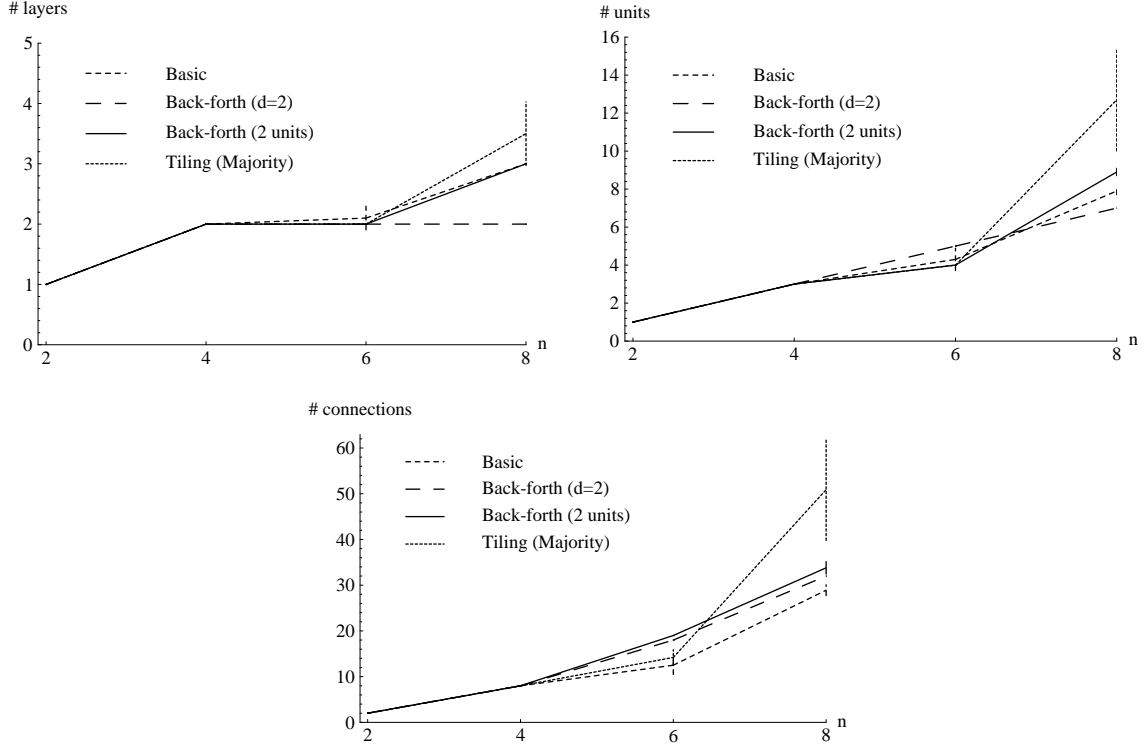 # layers
5
4
3
2
1
0
Basic
Back-forth (d=2)
Back-forth (2 units)
Tiling (Majority)
2 4 6 8 n
# units
16
14
12
10
8
6
4
2
0
Basic
Back-forth (d=2)
Back-forth (2 units)
Tiling (Majority)
2 4 6 8 n
# connections
60
50
40
30
20
10
0
Basic
Back-forth (d=2)
Back-forth (2 units)
Tiling (Majority)
2 4 6 8 n